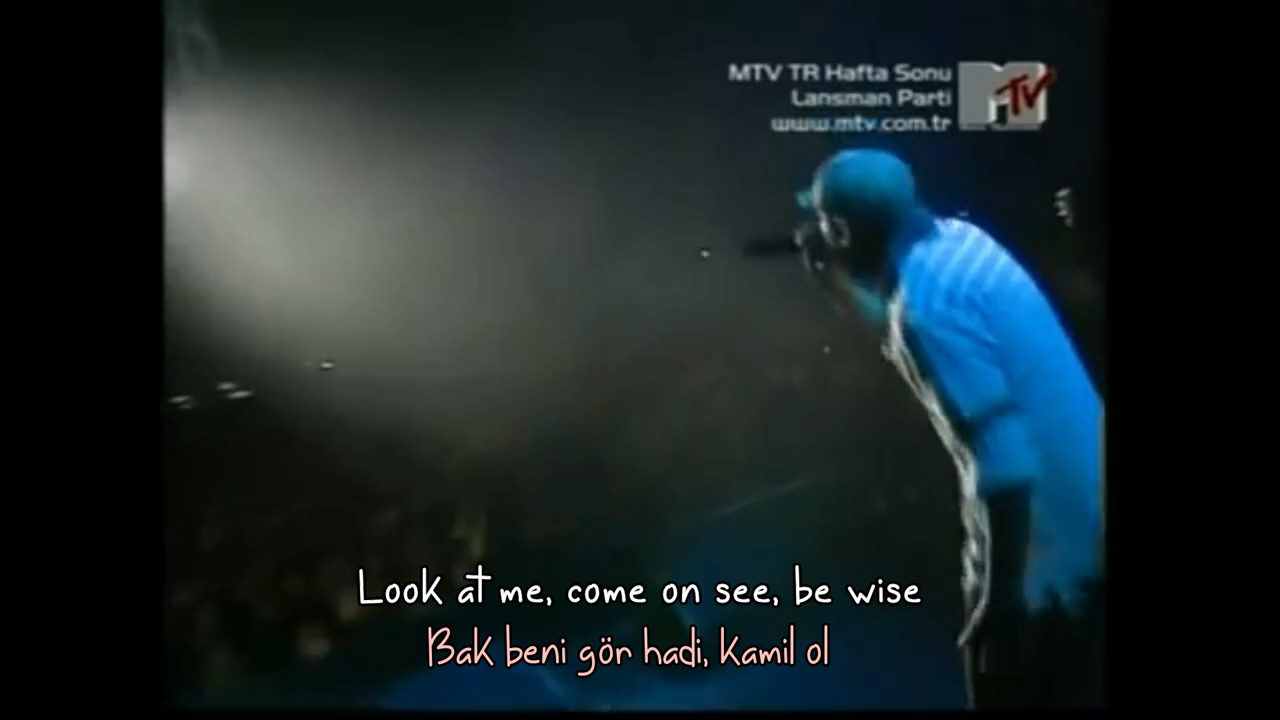 MTV TR Hafta Sonu
Lansman Parti
www.mtv.com.tr
MTV
Look at me, come on see, be wise
Bak beni gör hadi, kamil ol